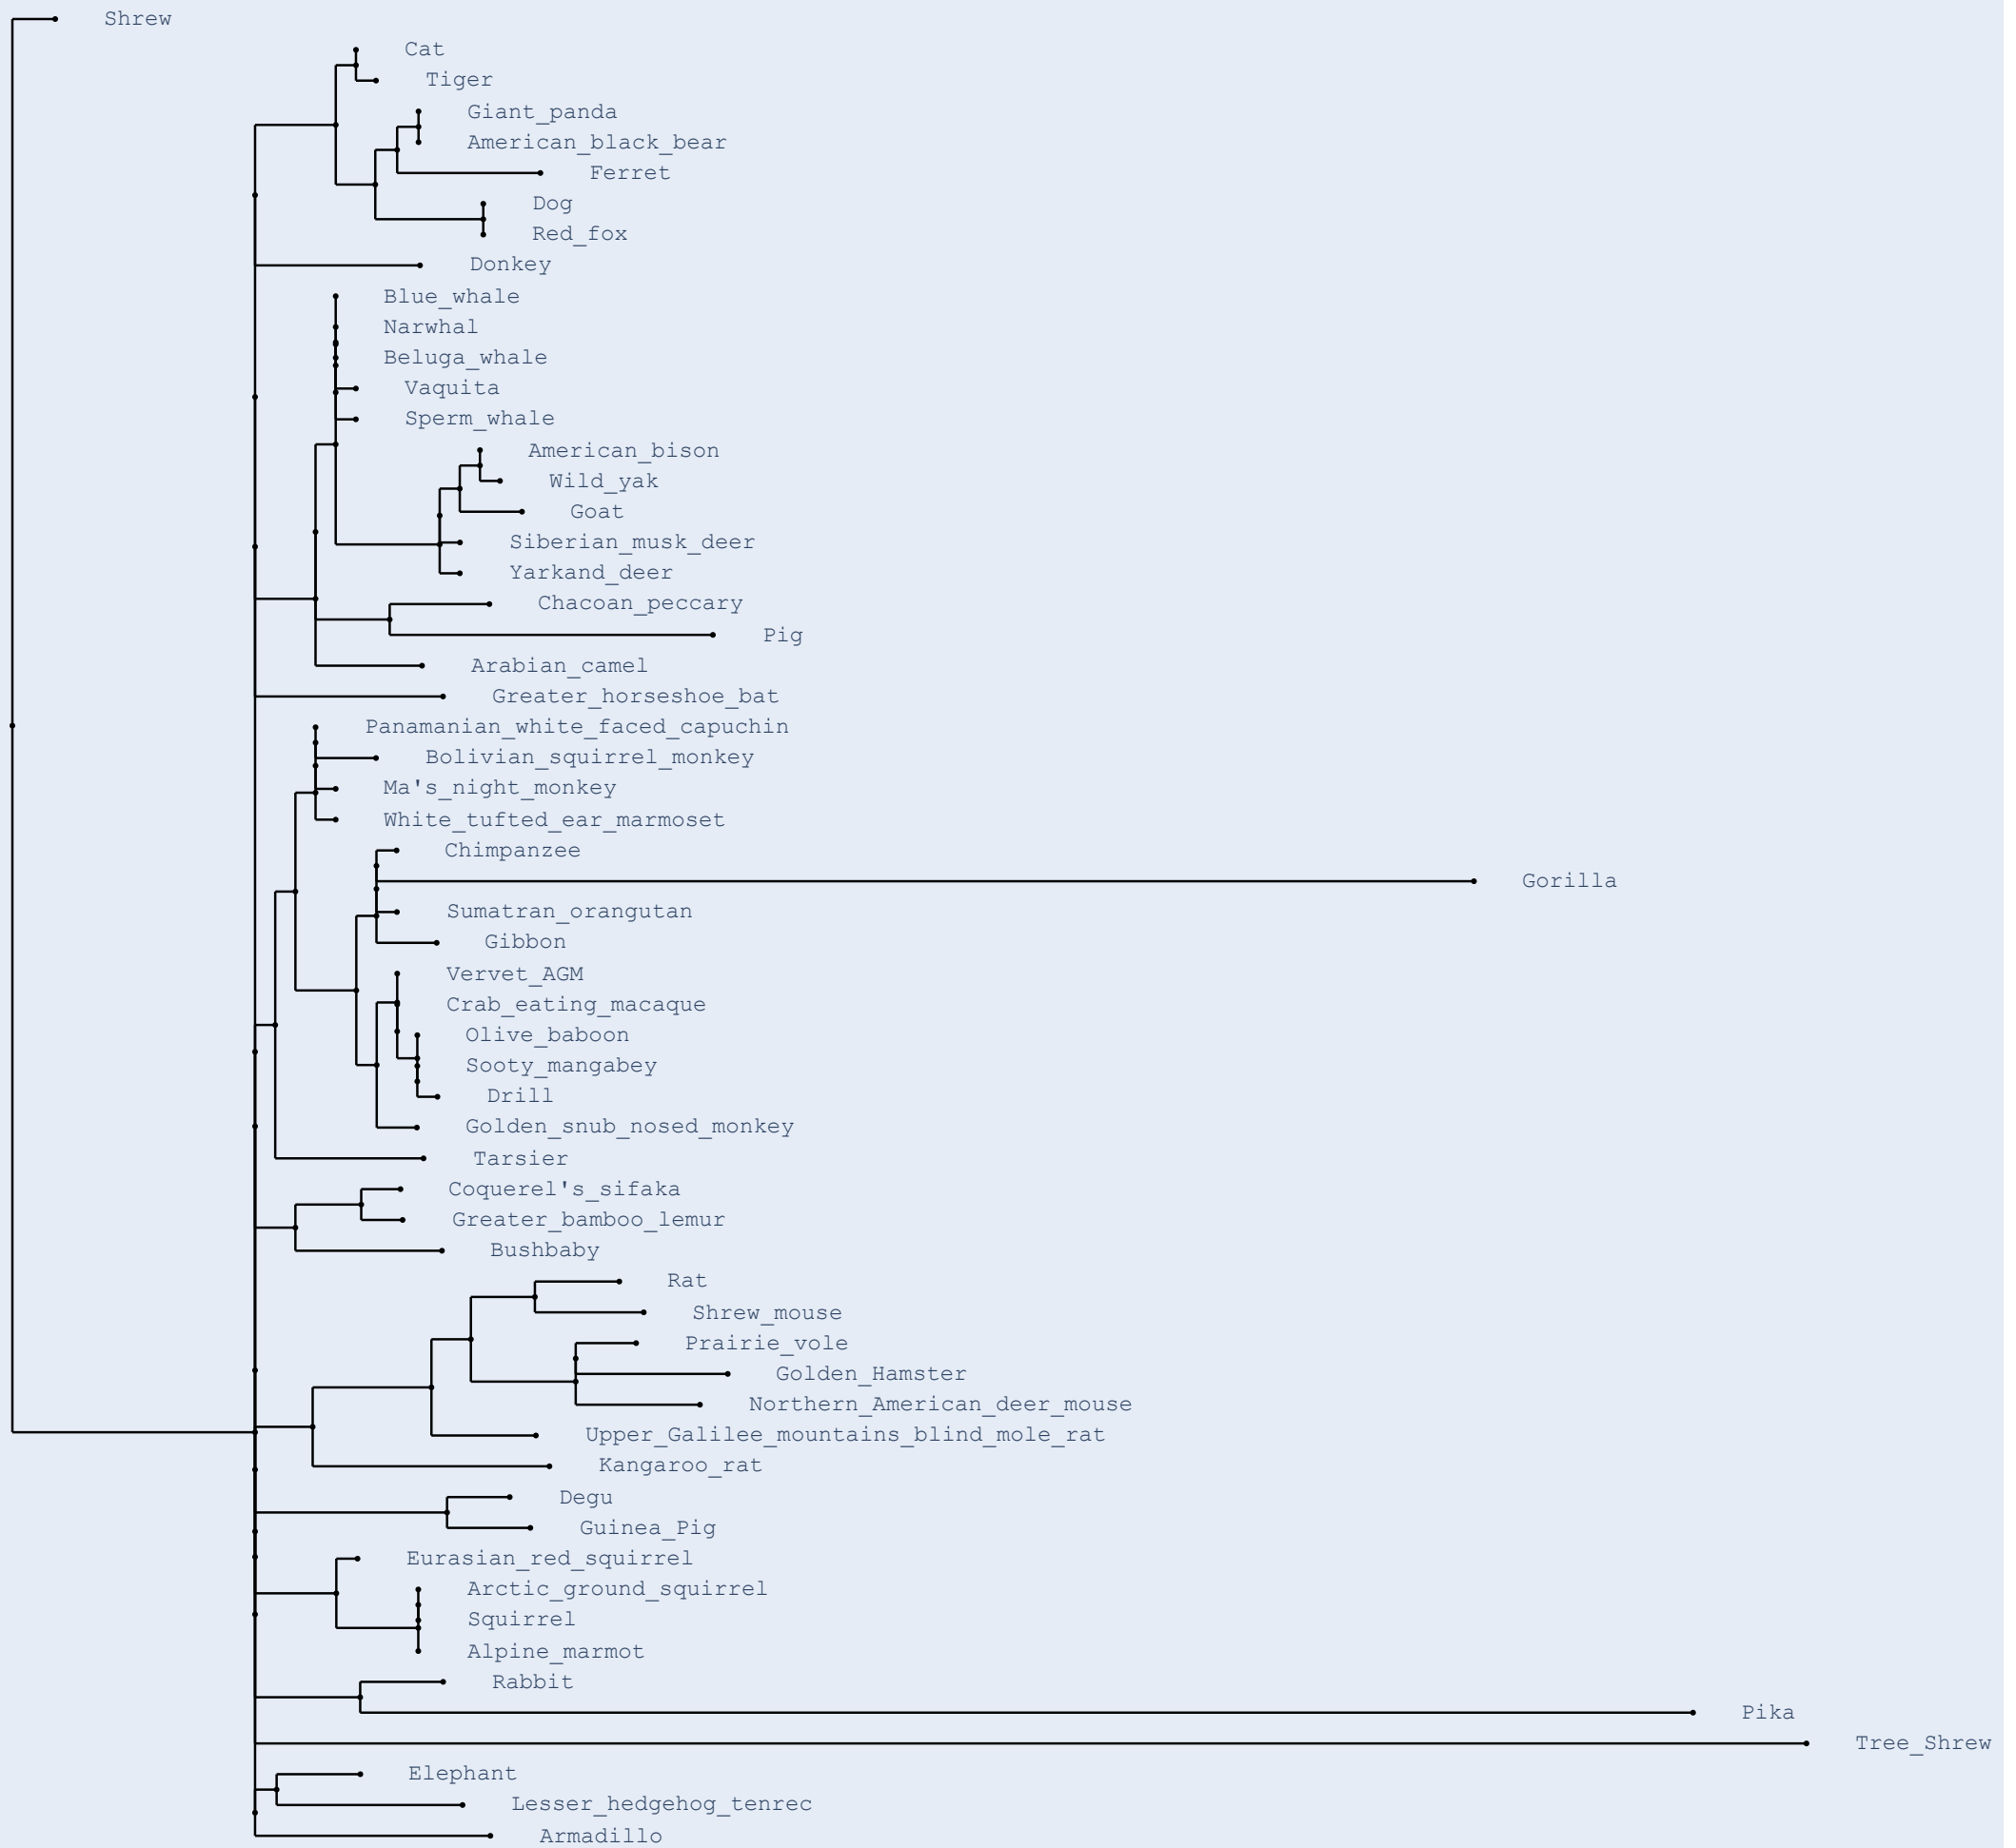 Shrew
Cat
Tiger
Giant_panda
American_black_bear
Ferret
Dog
Red_fox
Donkey
Blue_whale
Narwhal
Beluga_whale
Vaquita
Sperm_whale
American_bison
Wild_yak
Goat
Siberian_musk_deer
Yarkand_deer
Chacoan_peccary
Pig
Arabian_camel
Greater_horseshoe_bat
Panamanian_white_faced_capuchin
Bolivian_squirrel_monkey
Ma's_night_monkey
White_tufted_ear_marmoset
Chimpanzee
Gorilla
Sumatran_orangutan
Gibbon
Vervet_AGM
Crab_eating_macaque
Olive_baboon
Sooty_mangabey
Drill
Golden_snub_nosed_monkey
Tarsier
Coquerel's_sifaka
Greater_bamboo_lemur
Bushbaby
Rat
Shrew_mouse
Prairie_vole
Golden_Hamster
Northern_American_deer_mouse
Upper_Galilee_mountains_blind_mole_rat
Kangaroo_rat
Degu
Guinea_Pig
Eurasian_red_squirrel
Arctic_ground_squirrel
Squirrel
Alpine_marmot
Rabbit
Pika
Tree_Shrew
Elephant
Lesser_hedgehog_tenrec
Armadillo